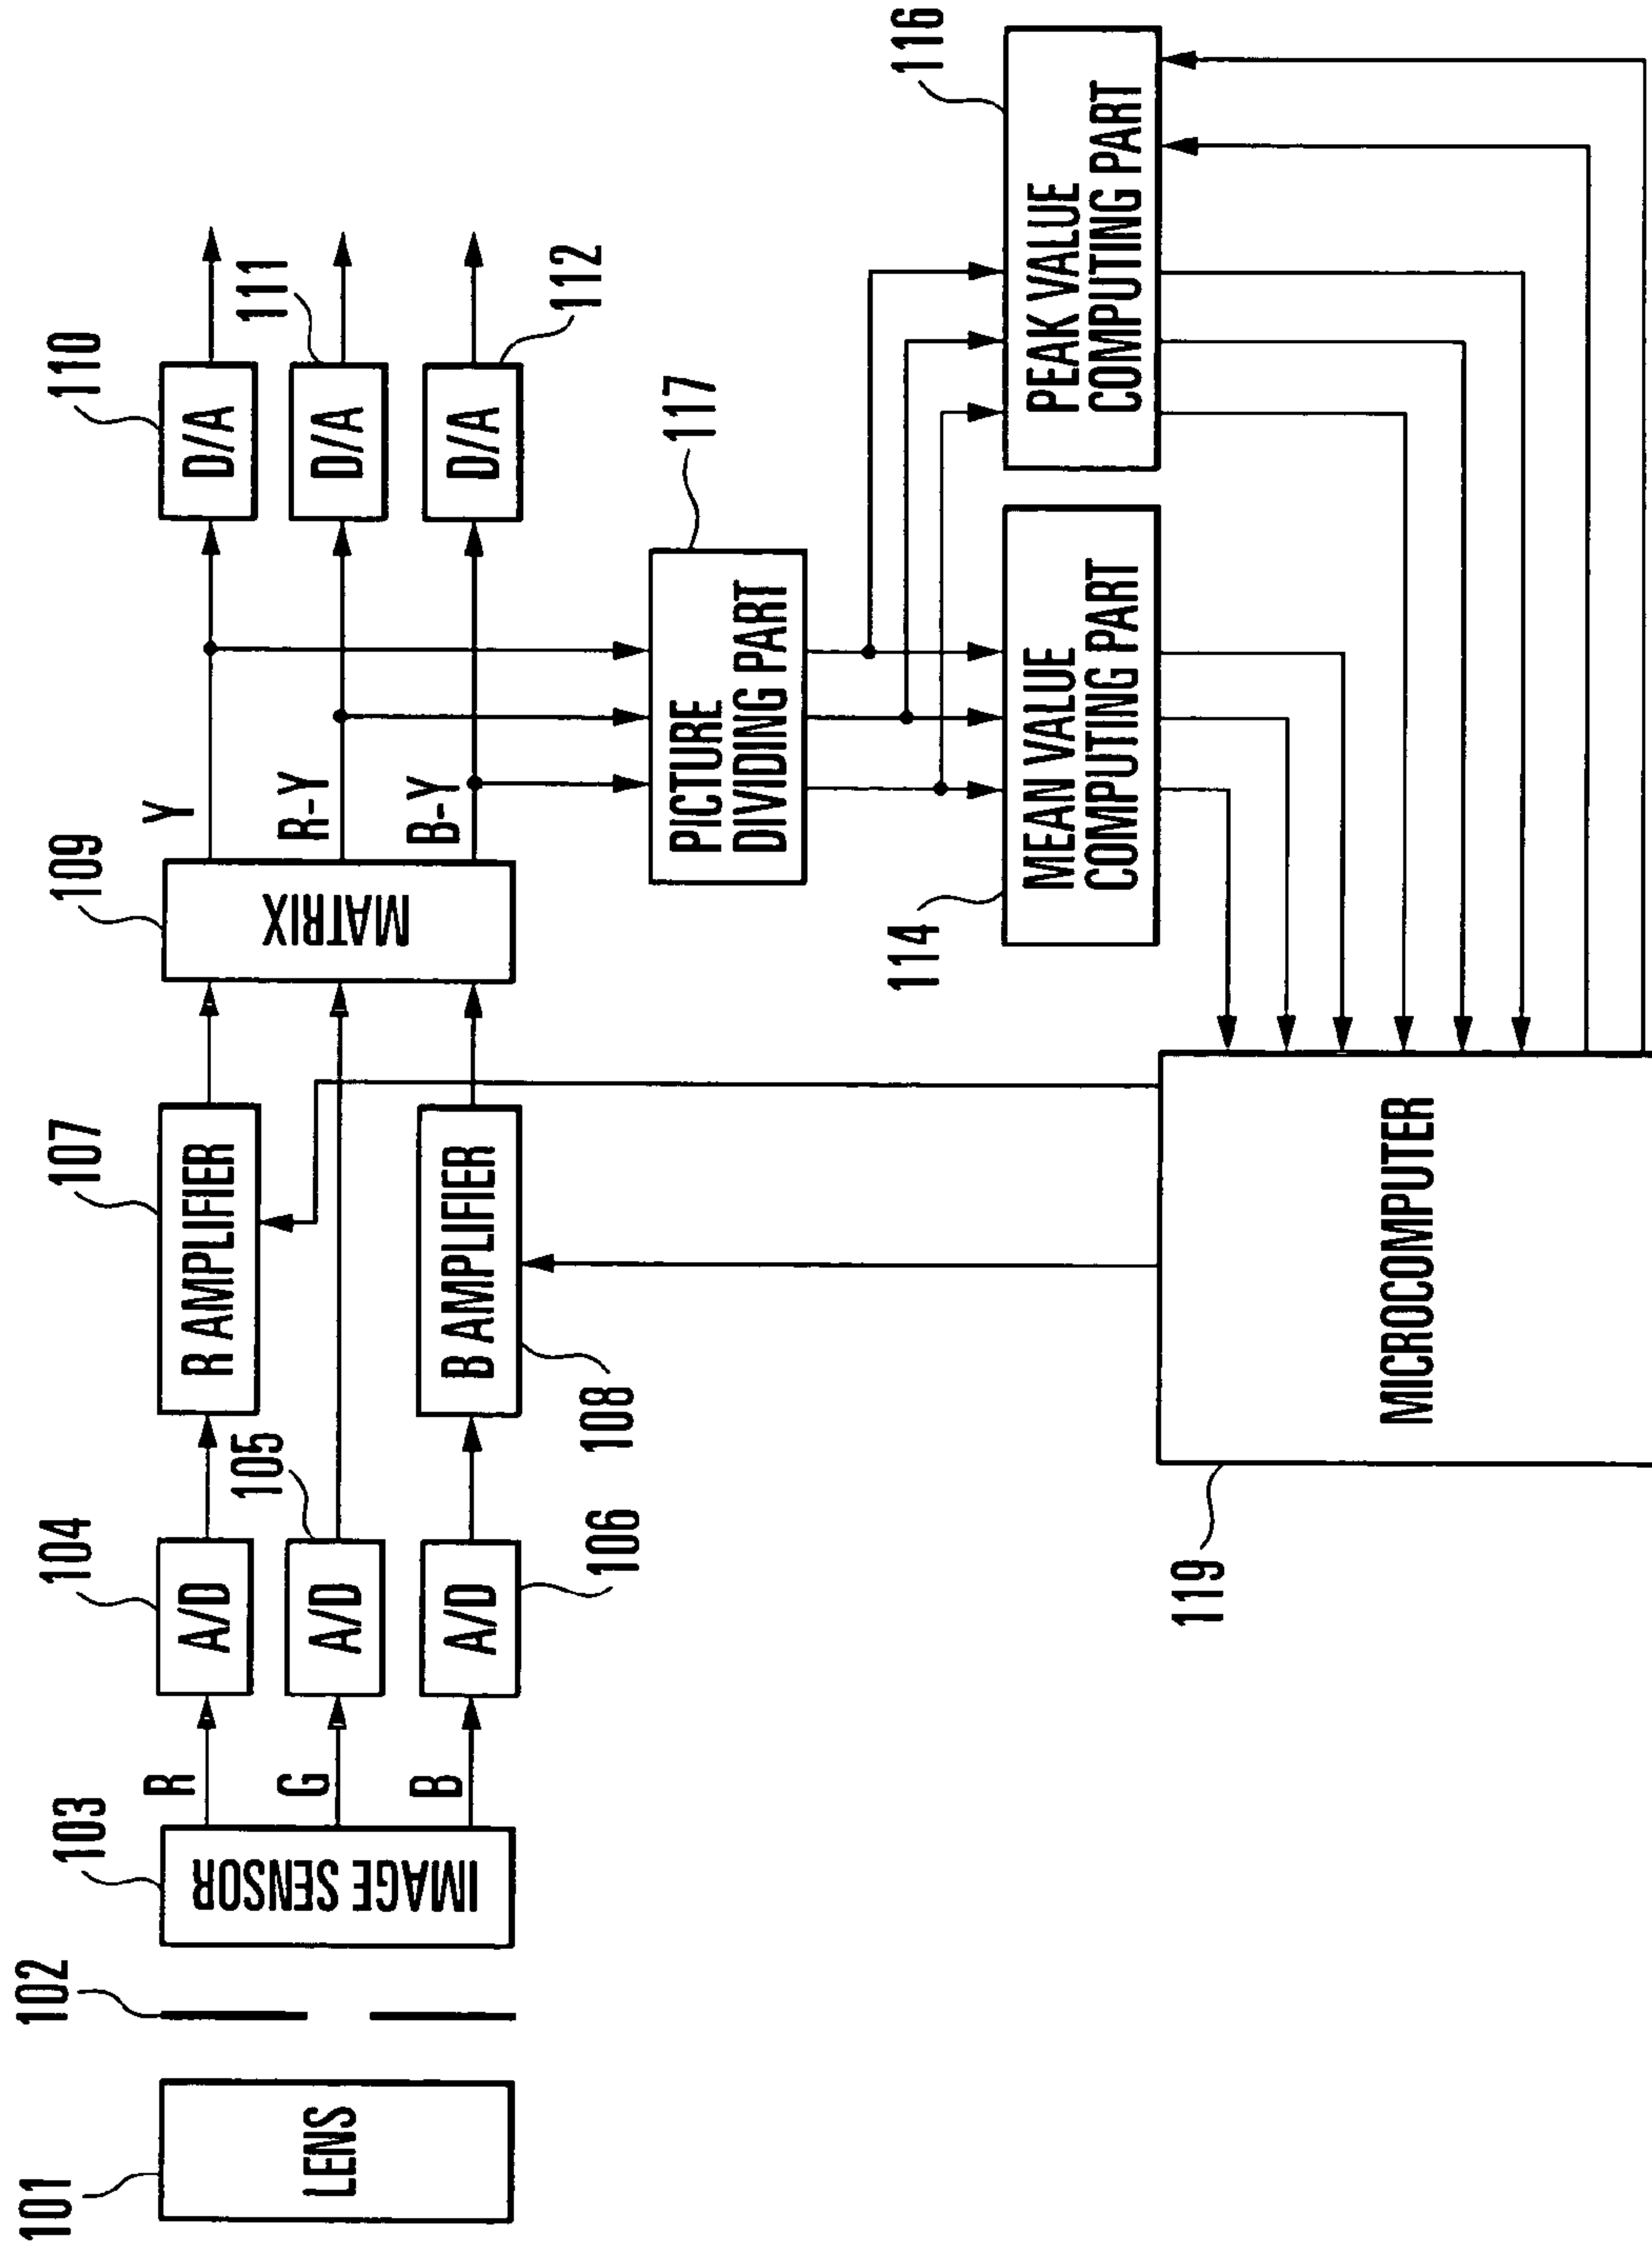 101
LENS
102
103
IMAGE SENSOR
R
G
B
104
A/D
105
A/D
106
A/D
107
R AMPLIFIER
108
B AMPLIFIER
109
MATRIX
Y
R-Y
B-Y
110
D/A
111
D/A
112
D/A
117
PICTURE
DIVIDING PART
114
MEAN VALUE
COMPUTING PART
116
PEAK VALUE
COMPUTING PART
119
MICROCOMPUTER